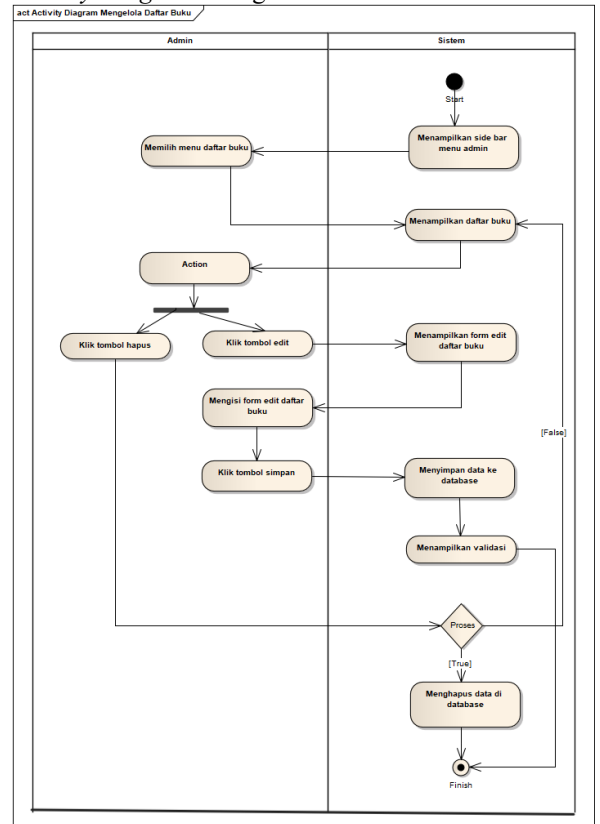 act Activity Diagram Mengelola Daftar Buku
Admin
Sistem
Start
Menampilkan side bar
menu admin
Memilih menu daftar buku
Menampilkan daftar buku
Action
Klik tombol hapus
Klik tombol edit
Menampilkan form edit
daftar buku
Mengisi form edit daftar
buku
[False]
Klik tombol simpan
Menyimpan data ke
database
Menampilkan validasi
Proses
[True]
Menghapus data di
database
Finish